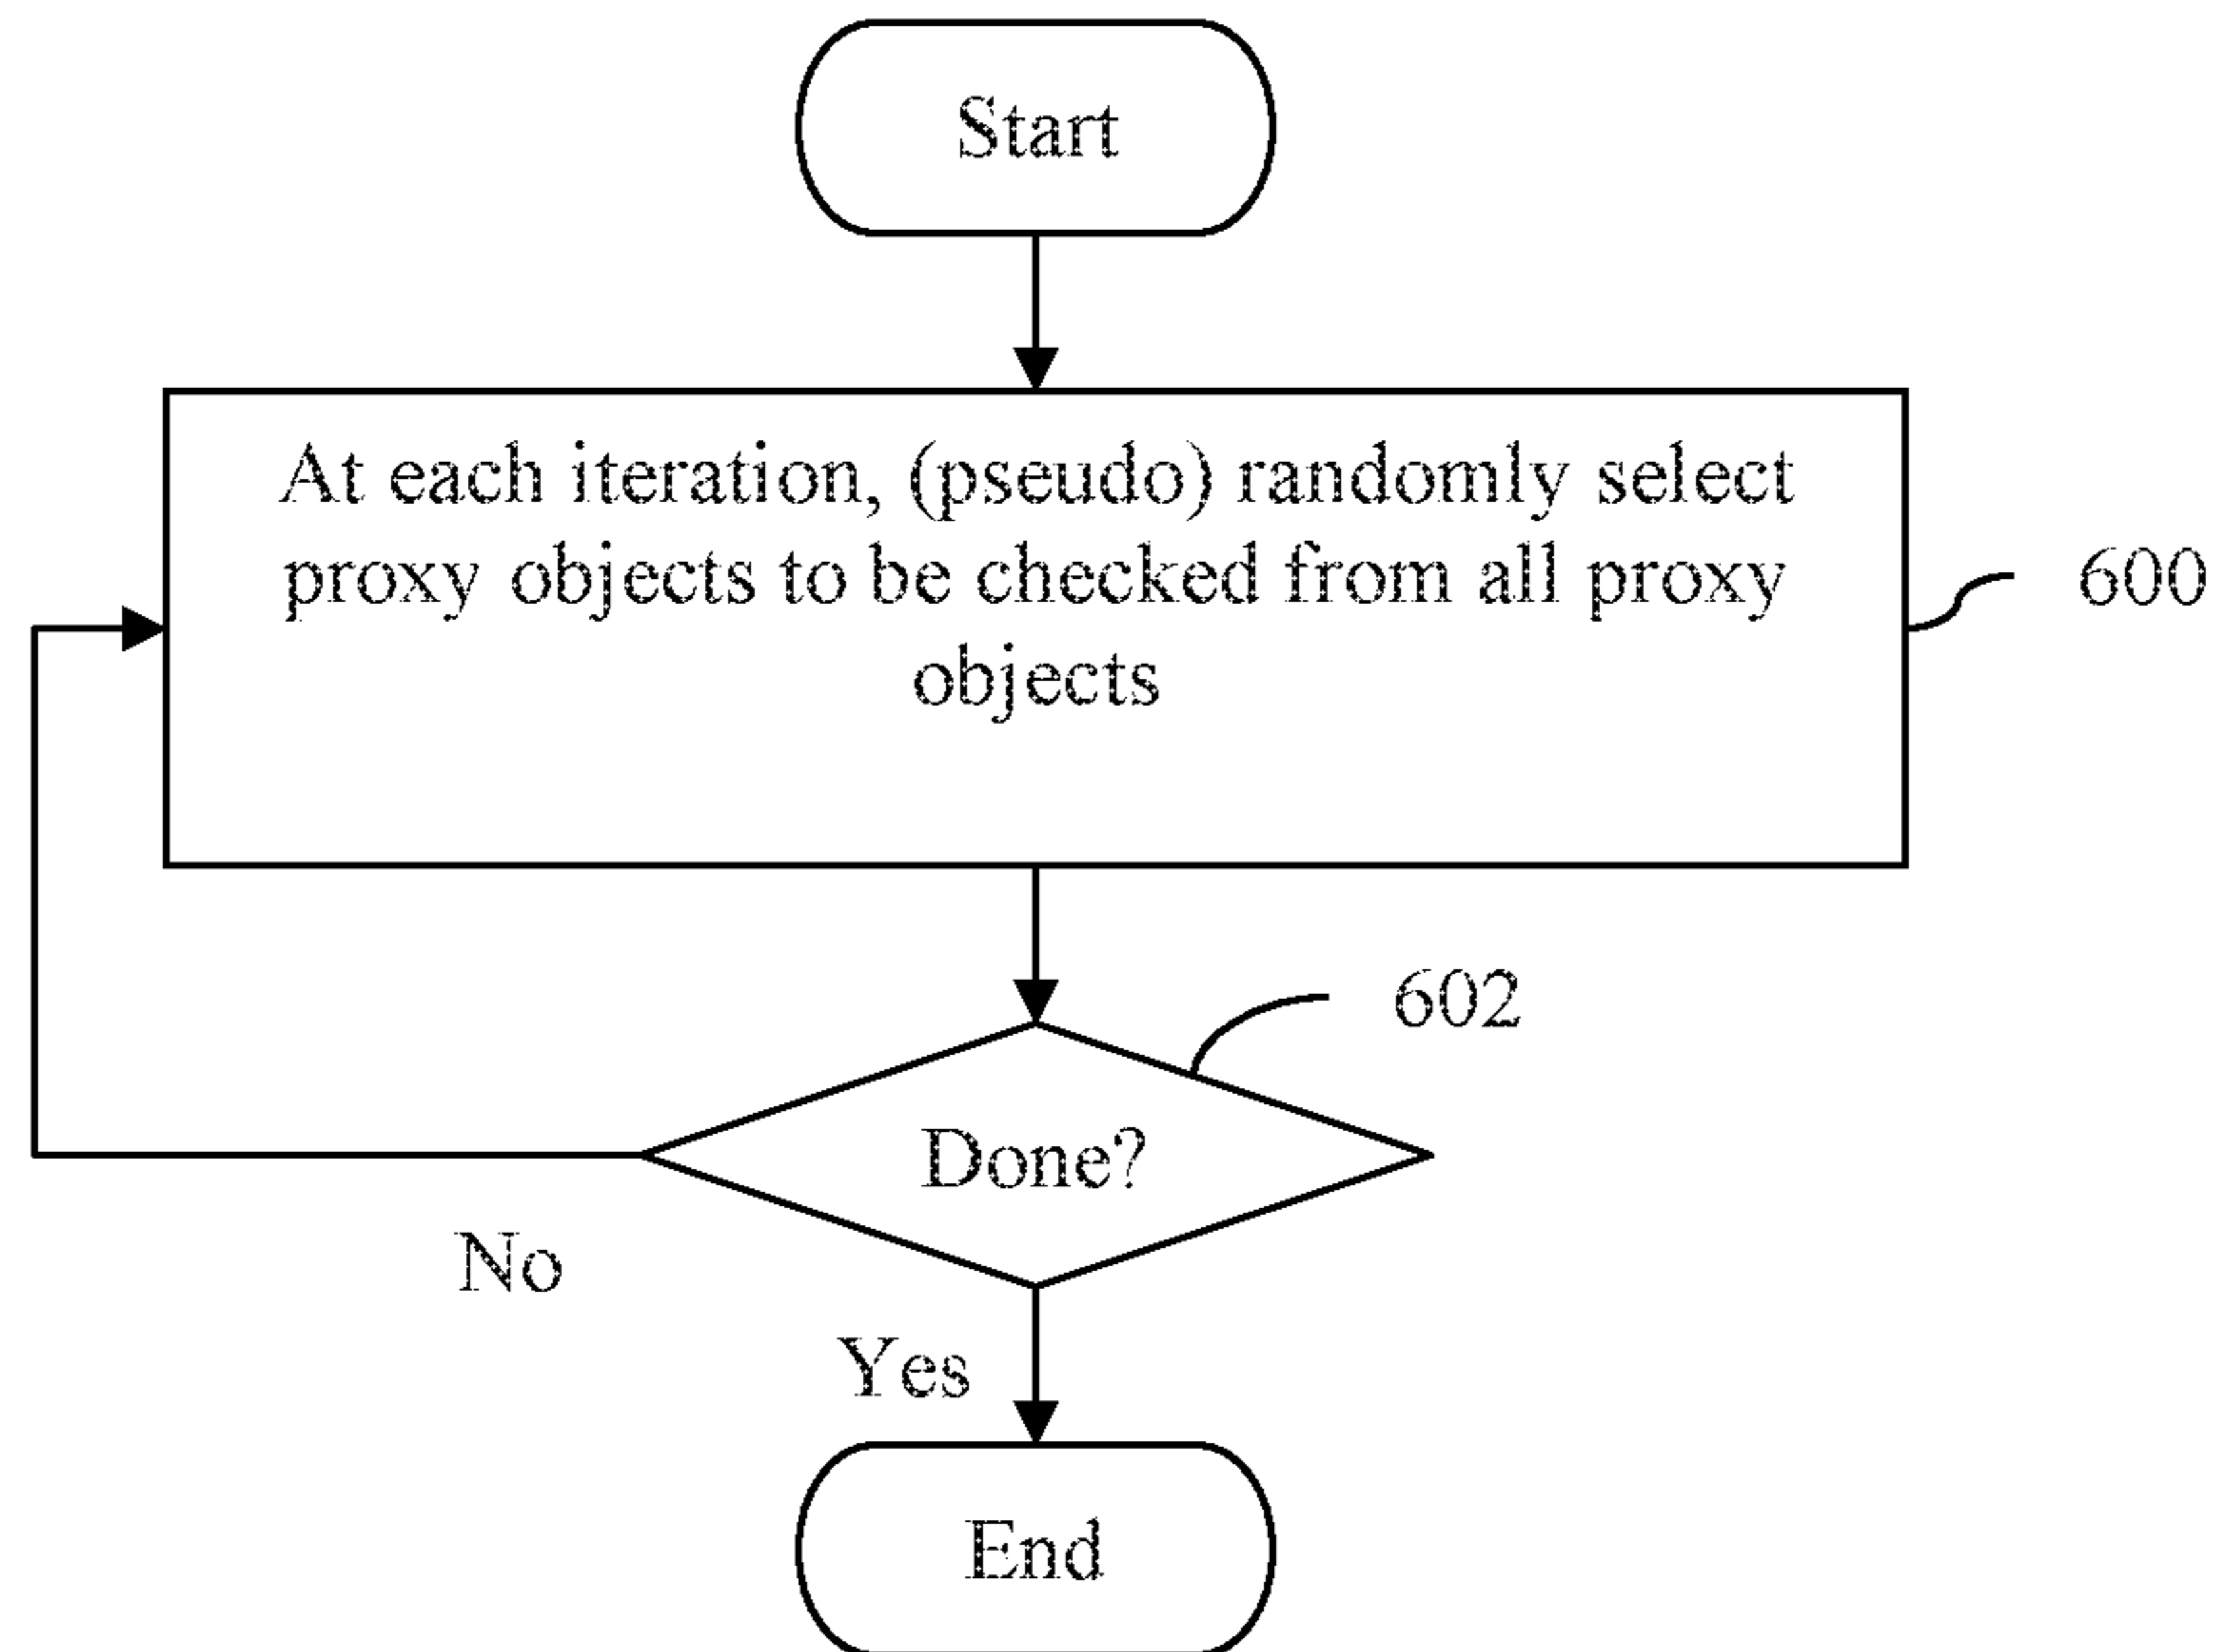 Start
At each iteration, (pseudo) randomly select
proxy objects to be checked from all proxy
objects
600
602
Done?
No
Yes
End